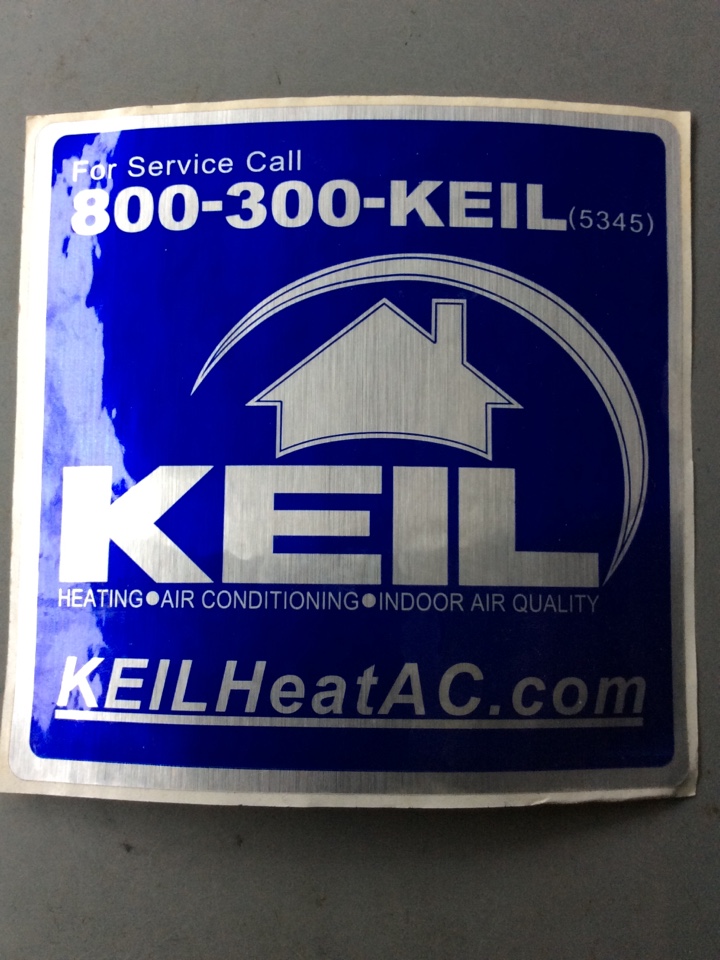 For Service Call
800-300-KEIL(5345)
KEIL
HEATING●AIR CONDITIONING●INDOOR AIR QUALITY
KEILHeatAC.com